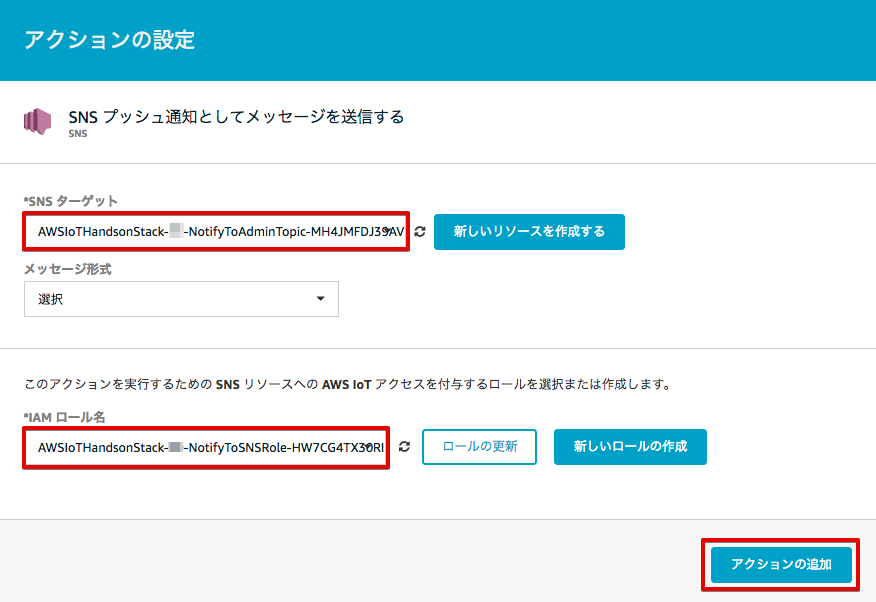 アクションの設定
SNS プッシュ通知としてメッセージを送信する
SNS
*SNS ターゲット
AWSIoTHandsonStack- -NotifyToAdminTopic-MH4JMFDJ39AV
新しいリソースを作成する
メッセージ形式
選択
このアクションを実行するための SNS リソースへの AWS IoT アクセスを付与するロールを選択または作成します。
*IAM ロール名
AWSIoTHandsonStack- -NotifyToSNSRole-HW7CG4TX30RI
ロールの更新
新しいロールの作成
アクションの追加